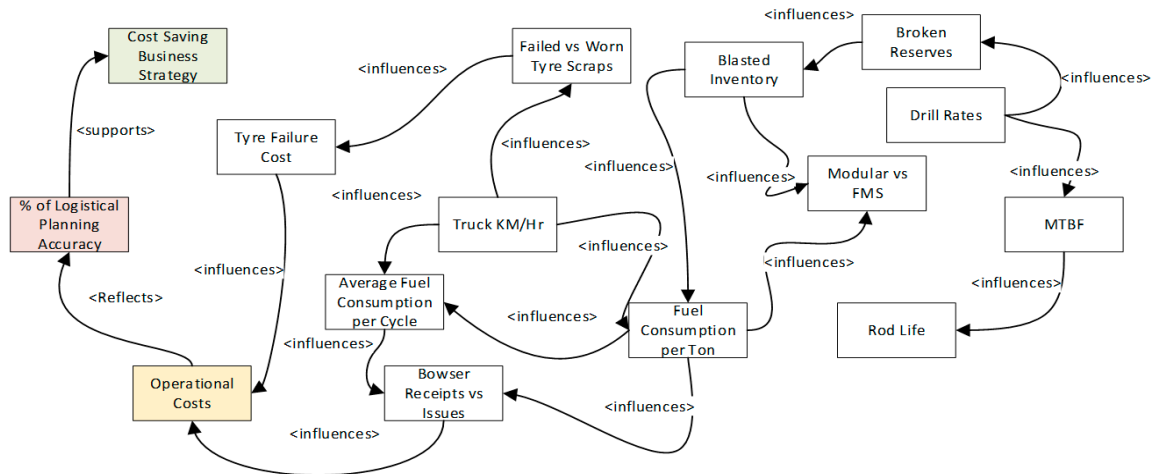 <influences>
Cost Saving
Business
Strategy
Failed vs Worn
Tyre Scraps
Broken
Reserves
Blasted
Inventory
<influences>
<influences>
Drill Rates
<supports>
Tyre Failure
Cost
<influences>
<influences>
<influences>
<influences>
<influences>
Modular vs
FMS
% of Logistical
Planning
Accuracy
Truck KM/Hr
MTBF
<influences>
<influences>
<influences>
<influences>
Average Fuel
Consumption
per Cycle
<Reflects>
<influences>
Fuel
Consumption
per Ton
Rod Life
<influences>
Operational
Costs
Bowser
Receipts vs
Issues
<influences>
<influences>